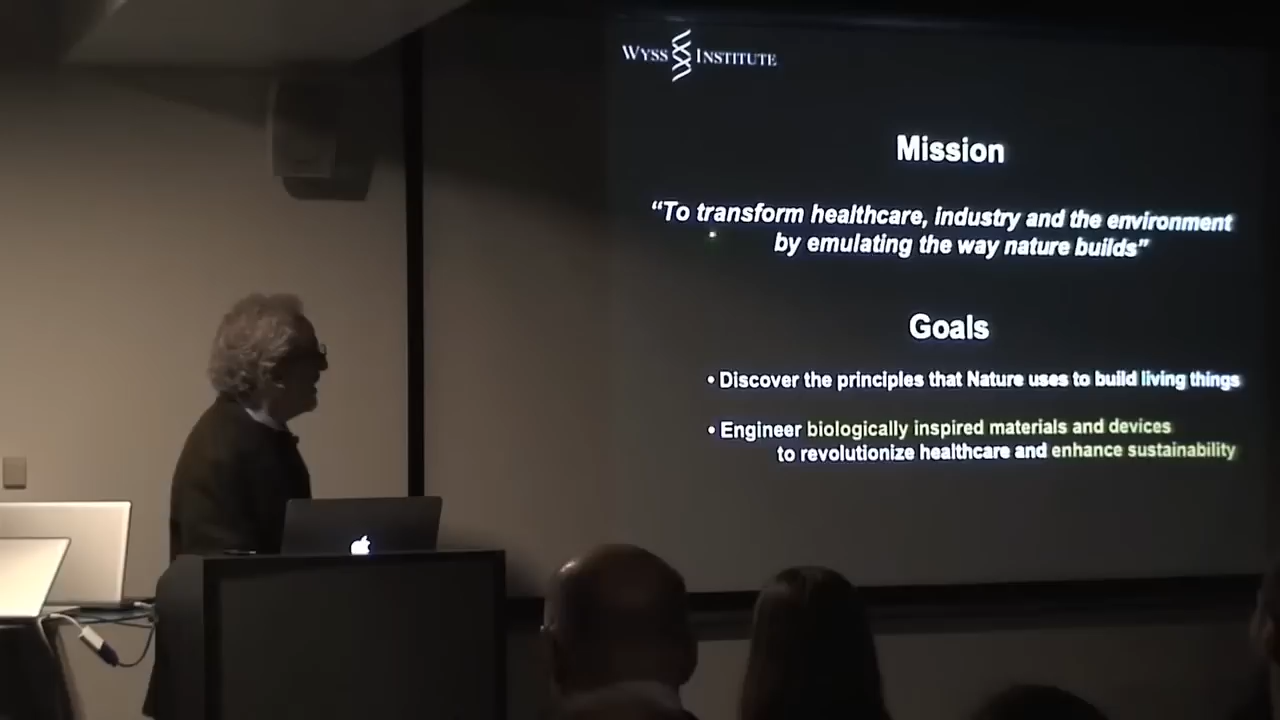 WYSS INSTITUTE
Mission
“To transform healthcare, industry and the environment
by emulating the way nature builds”
Goals
• Discover the principles that Nature uses to build living things
• Engineer biologically inspired materials and devices
to revolutionize healthcare and enhance sustainability